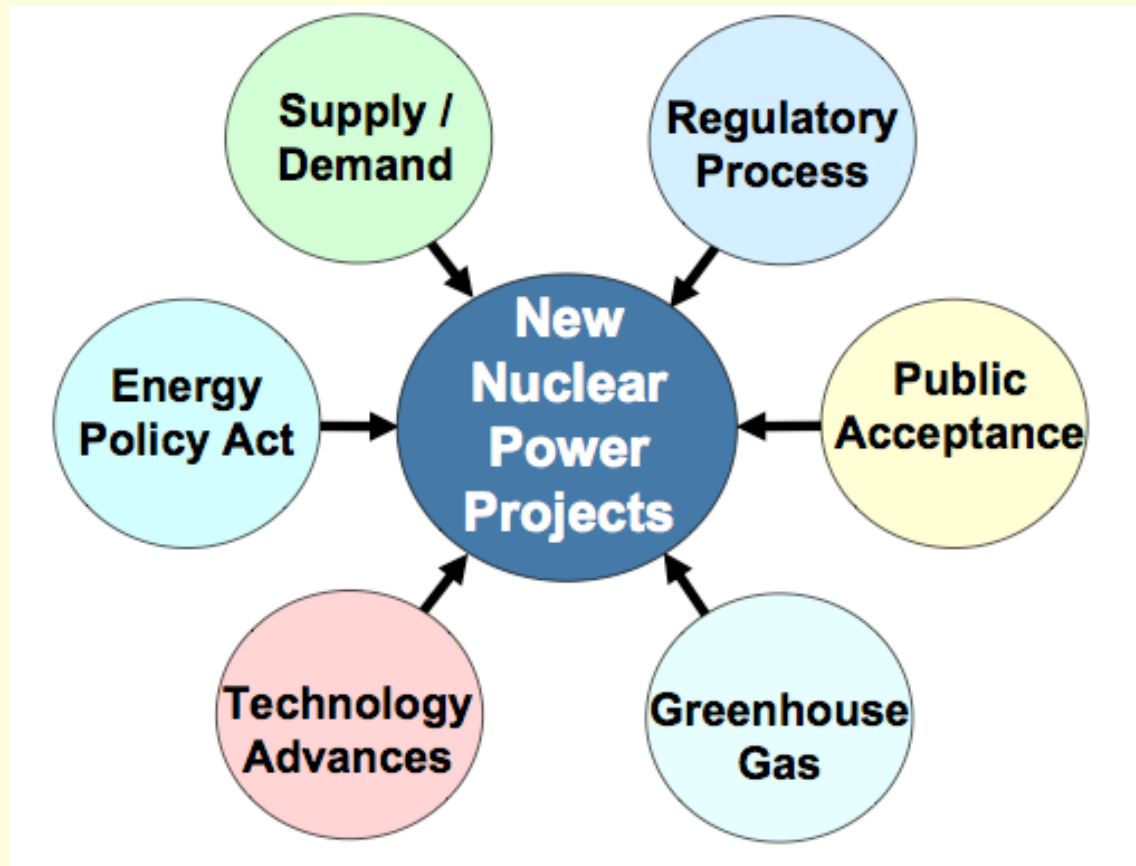 Supply /
Demand
Regulatory
Process
New
Nuclear
Power
Projects
Energy
Policy Act
Public
Acceptance
Technology
Advances
Greenhouse
Gas